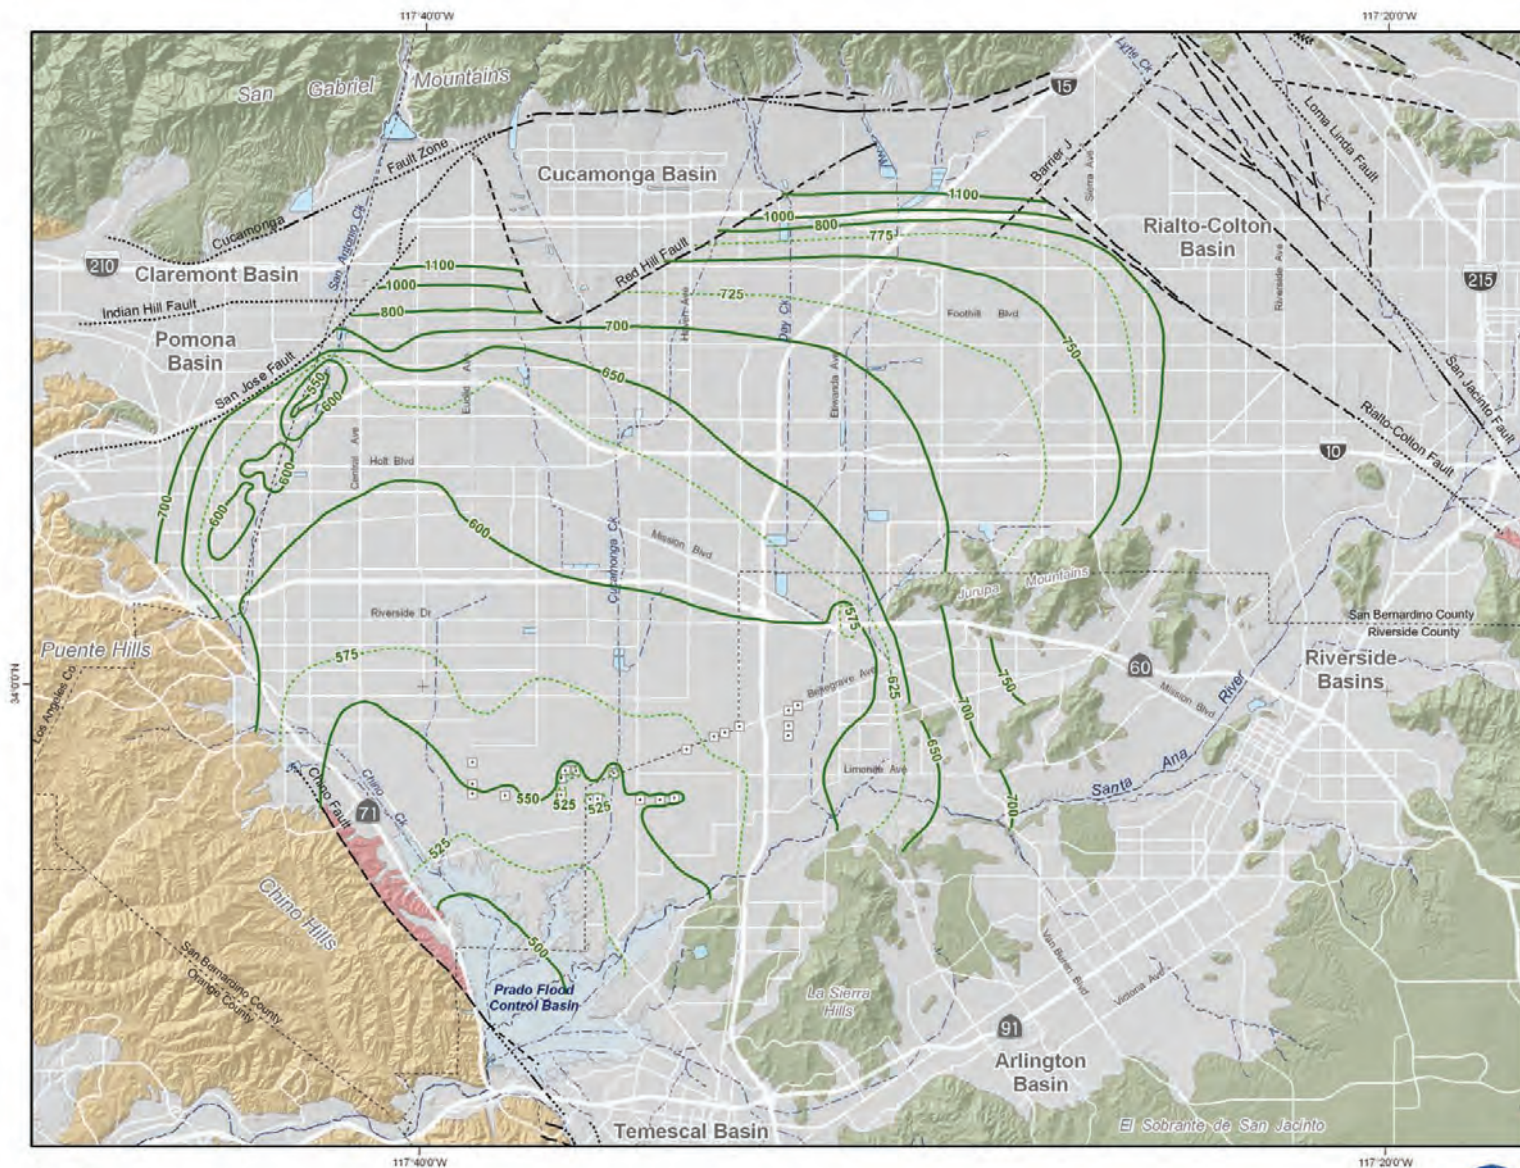 117°40'0"W
117°20'0"W
San Gabriel Mountains
Lytle Ck
15
Loma Linda Fault
Cucamonga Fault Zone
Cucamonga Basin
Barrier J
Sierra Ave
1100
1000
800
775
Rialto-Colton
Basin
Riverside Ave
San Antonio Ck
Red Hill Fault
210
Claremont Basin
1100
1000
800
215
Indian Hill Fault
725
Haven Ave
Day Ck
Foothill Blvd
700
750
Pomona
Basin
San Jose Fault
Euclid Ave
Etiwanda Ave
San Jacinto Fault
550
600
650
Rialto-Colton Fault
Central Ave
Holt Blvd
10
600
700
600
600
Cucamonga Ck
Mission Blvd
Jurupa Mountains
Riverside Dr
575
San Bernardino County
Riverside County
Puente Hills
575
Riverside
Basins
60
34°0'0"N
Los Angeles Co
Bellegrave Ave
625
750
Mission Blvd
River
700
650
Limonite Ave
Santa Ana
Chino Fault
Chino Ck
71
550
525
525
700
525
Chino Hills
500
San Bernardino County
Orange County
Prado Flood
Control Basin
La Sierra
Hills
Van Buren Blvd
Victoria Ave
91
Arlington
Basin
Temescal Basin
El Sobrante de San Jacinto
117°40'0"W
117°20'0"W